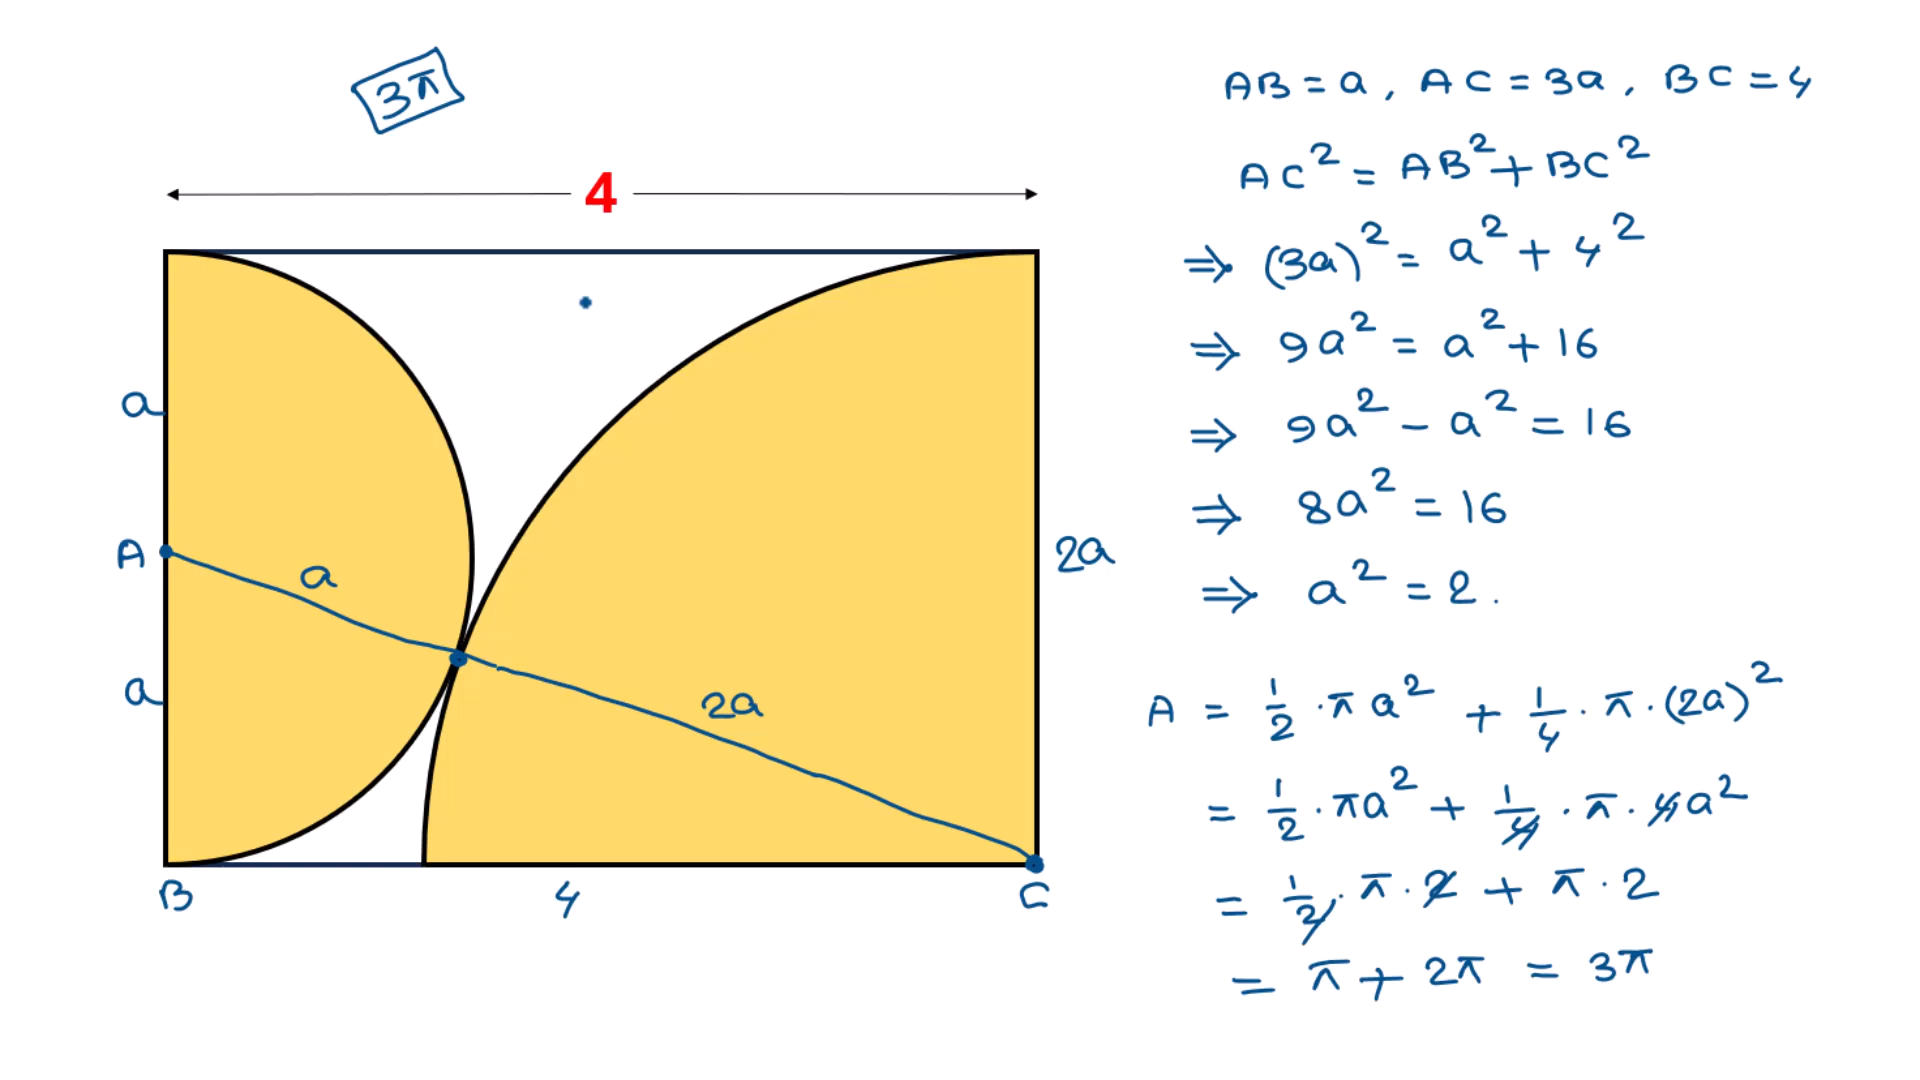 3π
4
a
A
a
a
2a
a
2a
B
4
C
AB = a, AC = 3a, BC = 4
AC² = AB² + BC²
⇒ (3a)² = a² + 4²
⇒ 9a² = a² + 16
⇒ 9a² − a² = 16
⇒ 8a² = 16
⇒ a² = 2.
A = 1/2 · πa² + 1/4 · π · (2a)²
= 1/2 · πa² + 1/4 · π · 4a²
= 1/2 · π · 2 + π · 2
= π + 2π = 3π